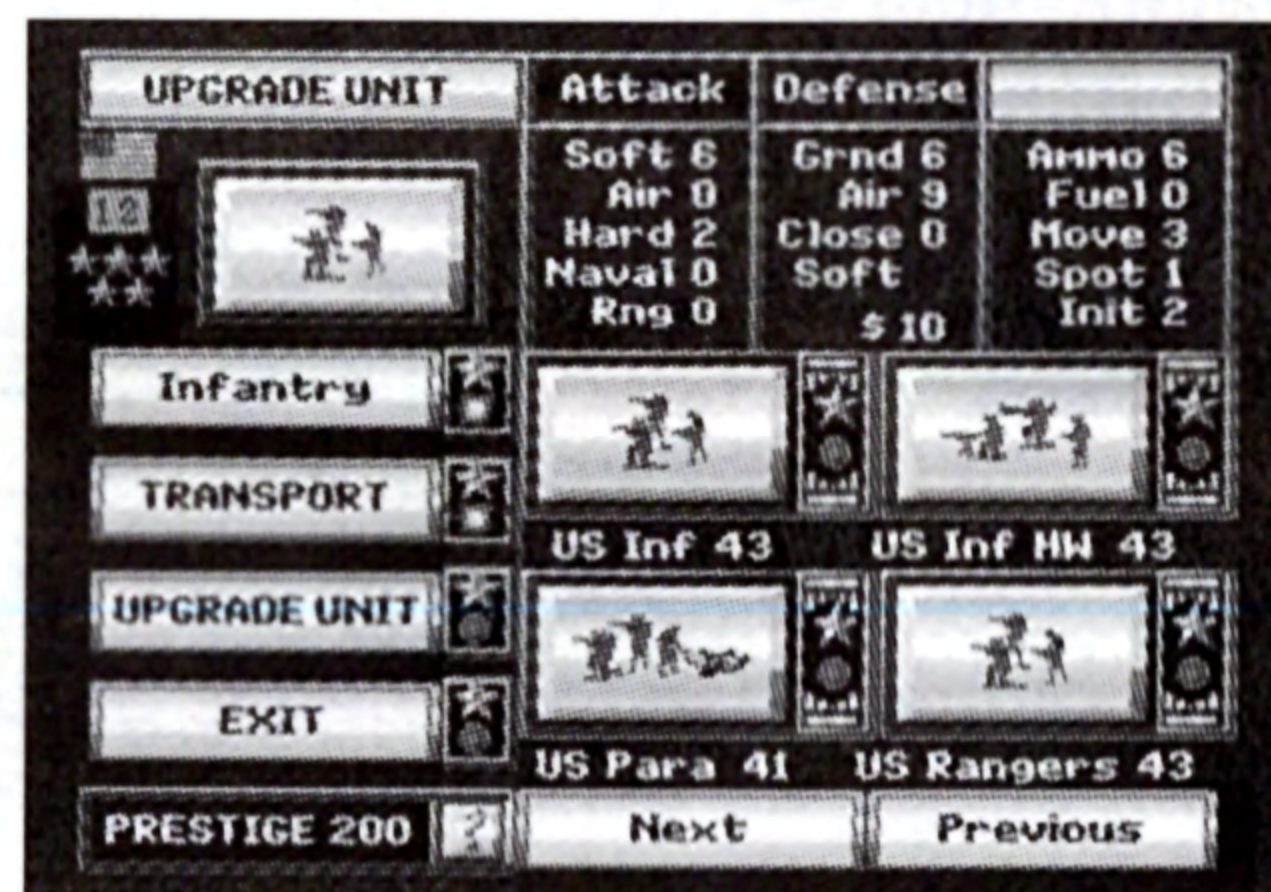 UPGRADE UNIT
12
Attack
Soft 6
Air 0
Hard 2
Naval 0
Rng 0
Defense
Grnd 6
Air 9
Close 0
Soft
$ 10
Ammo 6
Fuel 0
Move 3
Spot 1
Init 2
Infantry
TRANSPORT
UPGRADE UNIT
EXIT
PRESTIGE 200 ?
US Inf 43
US Inf HW 43
US Para 41
US Rangers 43
Next
Previous